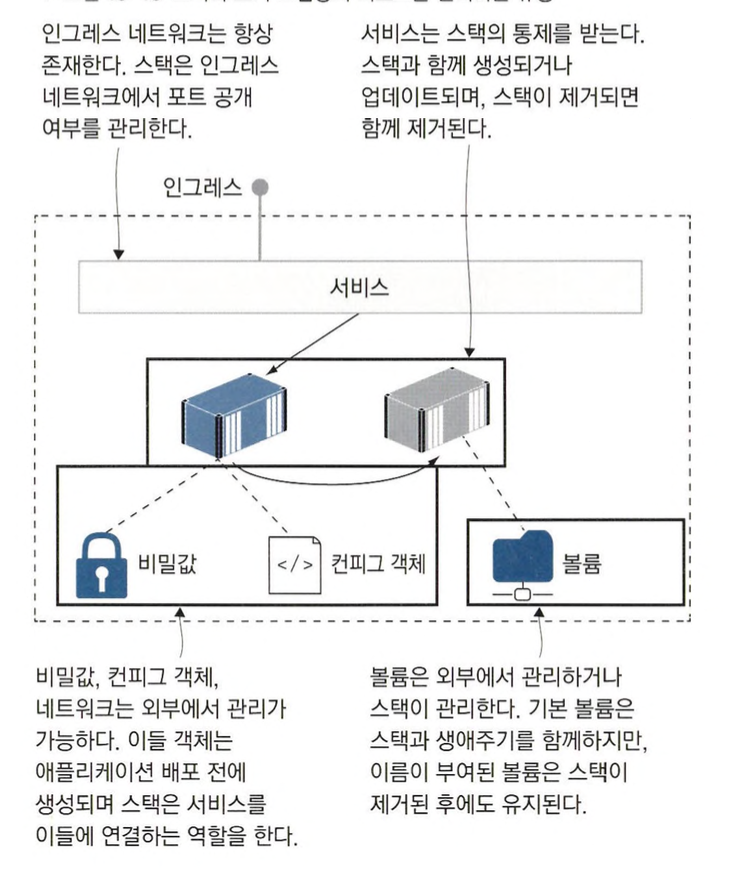 인그레스 네트워크는 항상
존재한다. 스택은 인그레스
네트워크에서 포트 공개
여부를 관리한다.
서비스는 스택의 통제를 받는다.
스택과 함께 생성되거나
업데이트되며, 스택이 제거되면
함께 제거된다.
인그레스
서비스
비밀값
</>
컨피그 객체
볼륨
비밀값, 컨피그 객체,
네트워크는 외부에서 관리가
가능하다. 이들 객체는
애플리케이션 배포 전에
생성되며 스택은 서비스를
이들에 연결하는 역할을 한다.
볼륨은 외부에서 관리하거나
스택이 관리한다. 기본 볼륨은
스택과 생애주기를 함께하지만,
이름이 부여된 볼륨은 스택이
제거된 후에도 유지된다.